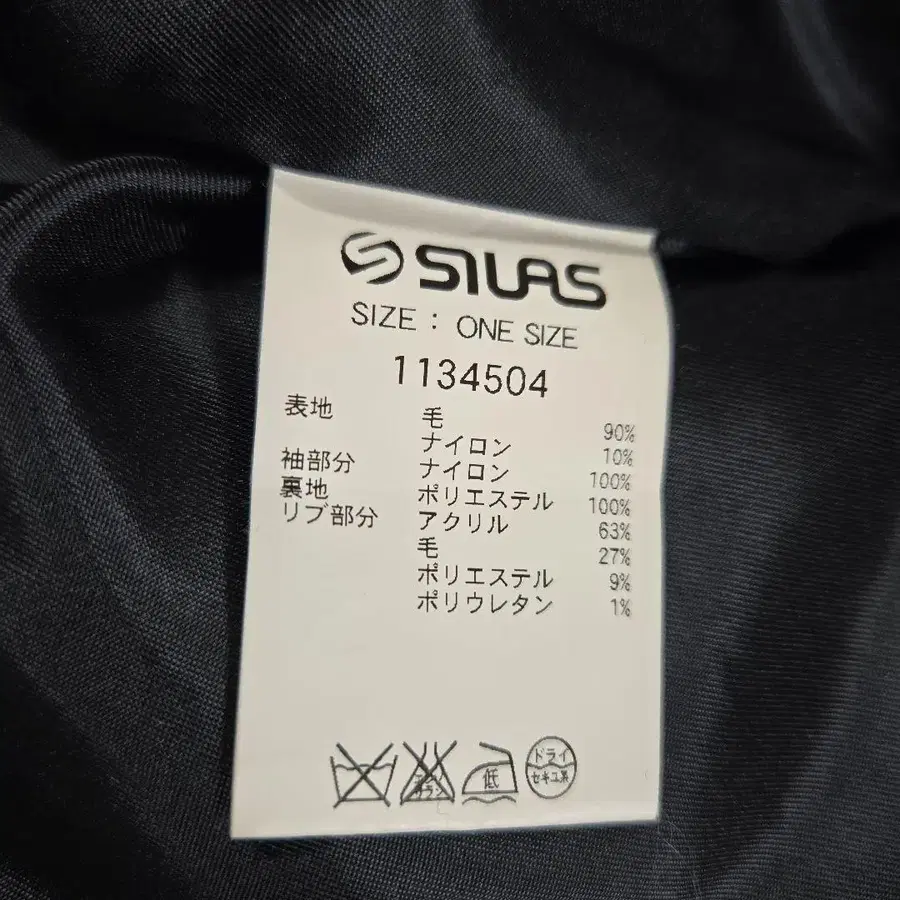 SILAS
SIZE : ONE SIZE
1134504
表地 毛 90%
ナイロン 10%
袖部分 ナイロン 100%
裏地 ポリエステル 100%
リブ部分 アクリル 63%
毛 27%
ポリエステル 9%
ポリウレタン 1%
低 ドライ
セキユ系